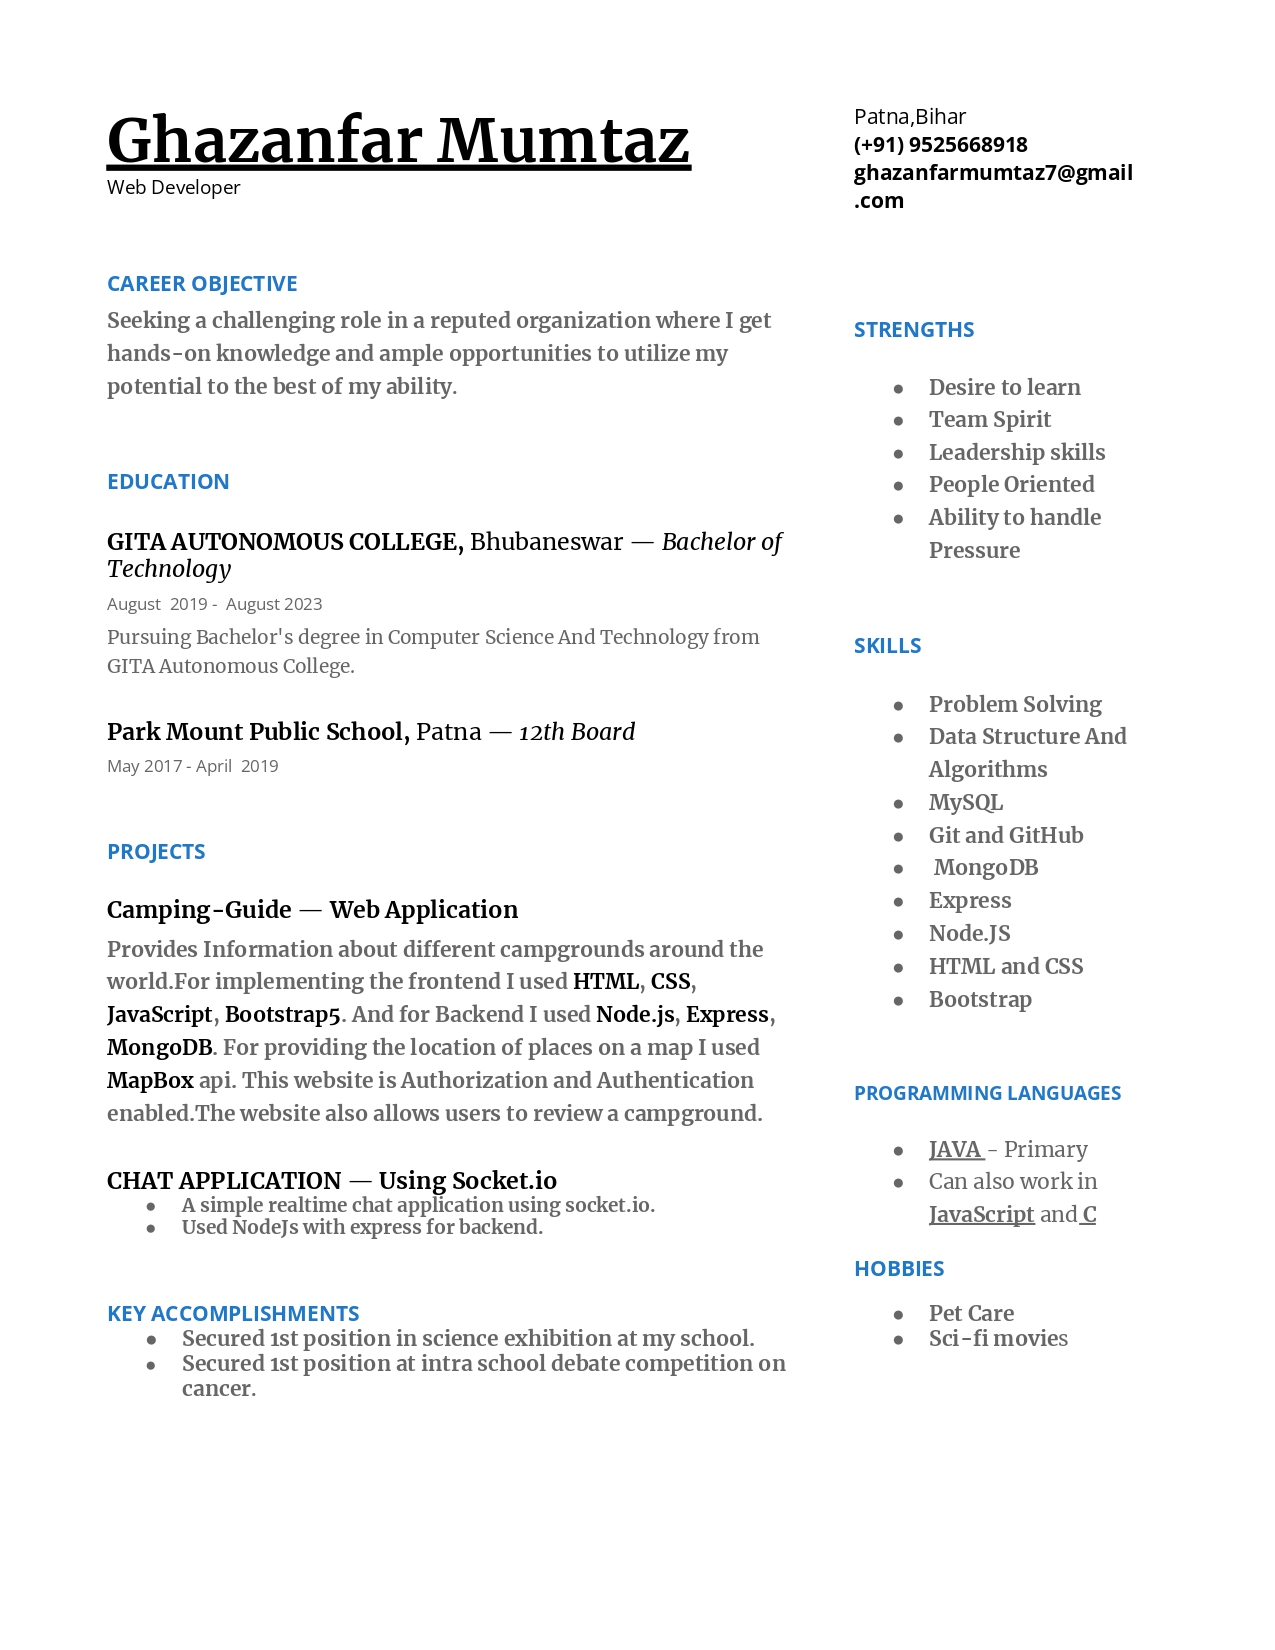 Ghazanfar Mumtaz
Web Developer
Patna,Bihar
(+91) 9525668918
ghazanfarmumtaz7@gmail
.com
CAREER OBJECTIVE
Seeking a challenging role in a reputed organization where I get
hands-on knowledge and ample opportunities to utilize my
potential to the best of my ability.
EDUCATION
GITA AUTONOMOUS COLLEGE, Bhubaneswar — Bachelor of
Technology
August 2019 - August 2023
Pursuing Bachelor's degree in Computer Science And Technology from
GITA Autonomous College.
Park Mount Public School, Patna — 12th Board
May 2017 - April 2019
PROJECTS
Camping-Guide — Web Application
Provides Information about different campgrounds around the
world.For implementing the frontend I used HTML, CSS,
JavaScript, Bootstrap5. And for Backend I used Node.js, Express,
MongoDB. For providing the location of places on a map I used
MapBox api. This website is Authorization and Authentication
enabled.The website also allows users to review a campground.
CHAT APPLICATION — Using Socket.io
● A simple realtime chat application using socket.io.
● Used NodeJs with express for backend.
KEY ACCOMPLISHMENTS
● Secured 1st position in science exhibition at my school.
● Secured 1st position at intra school debate competition on
cancer.
STRENGTHS
● Desire to learn
● Team Spirit
● Leadership skills
● People Oriented
● Ability to handle
Pressure
SKILLS
● Problem Solving
● Data Structure And
Algorithms
● MySQL
● Git and GitHub
● MongoDB
● Express
● Node.JS
● HTML and CSS
● Bootstrap
PROGRAMMING LANGUAGES
● JAVA - Primary
● Can also work in
JavaScript and C
HOBBIES
● Pet Care
● Sci-fi movies